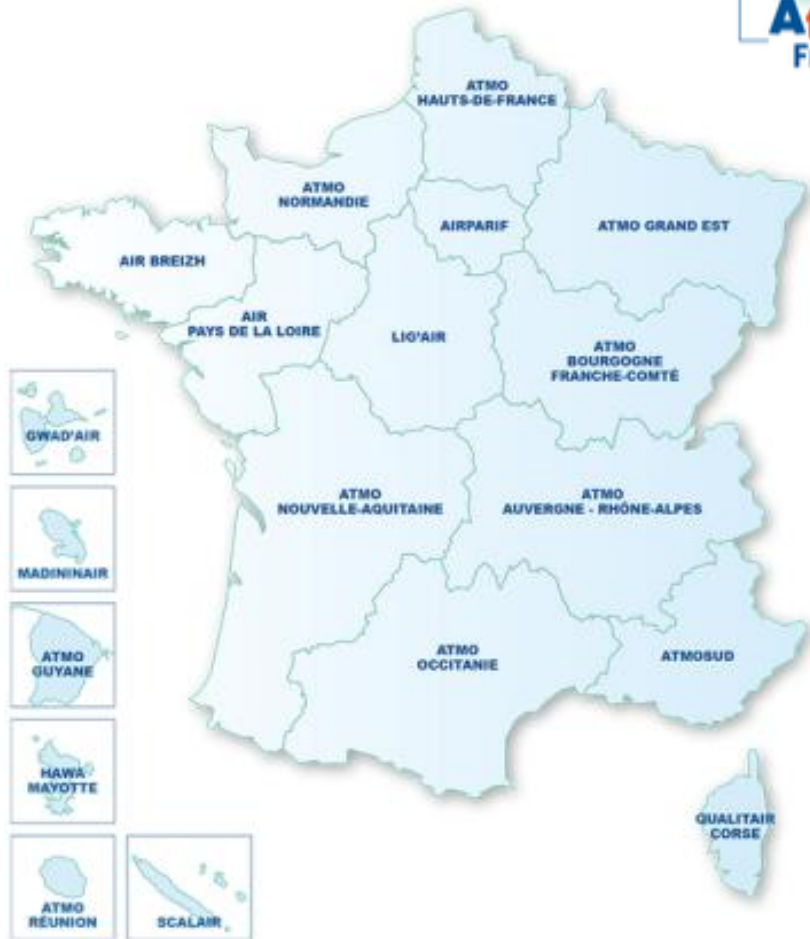 ATMO
HAUTS-DE-FRANCE
ATMO
NORMANDIE
AIRPARIF
ATMO GRAND EST
AIR BREIZH
AIR
PAYS DE LA LOIRE
LIG'AIR
ATMO
BOURGOGNE
FRANCHE-COMTÉ
GWAD'AIR
ATMO
NOUVELLE-AQUITAINE
ATMO
AUVERGNE - RHÔNE-ALPES
MADININAIR
ATMO
GUYANE
ATMO
OCCITANIE
ATMOSUD
HAWA
MAYOTTE
QUALITAIR
CORSE
ATMO
RÉUNION
SCALAIR